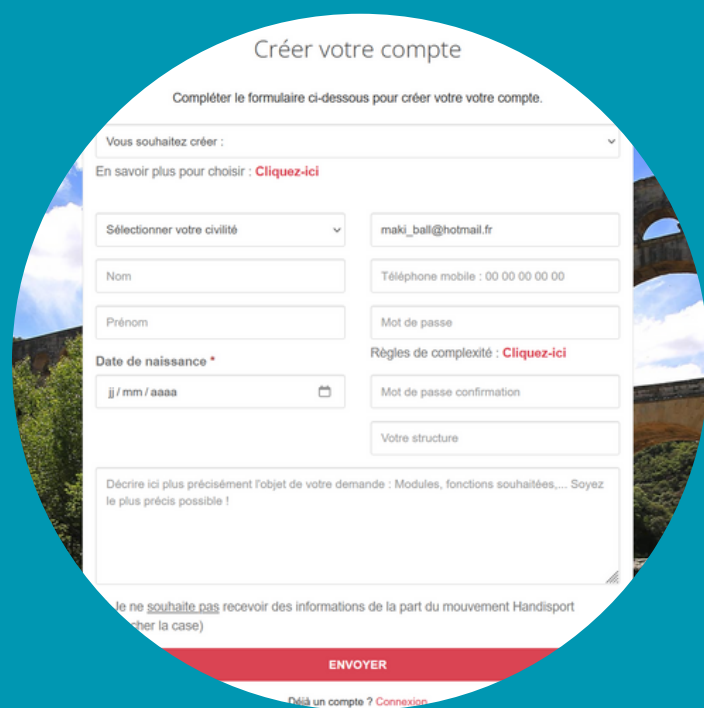 Créer votre compte
Compléter le formulaire ci-dessous pour créer votre votre compte.
Vous souhaitez créer :
En savoir plus pour choisir : Cliquez-ici
Sélectionner votre civilité
maki_ball@hotmail.fr
Nom
Téléphone mobile : 00 00 00 00 00
Prénom
Mot de passe
Date de naissance *
Règles de complexité : Cliquez-ici
jj / mm / aaaa
Mot de passe confirmation
Votre structure
Décrire ici plus précisément l'objet de votre demande : Modules, fonctions souhaitées,... Soyez
le plus précis possible !
Je ne souhaite pas recevoir des informations de la part du mouvement Handisport
cher la case)
ENVOYER
Déjà un compte ? Connexion